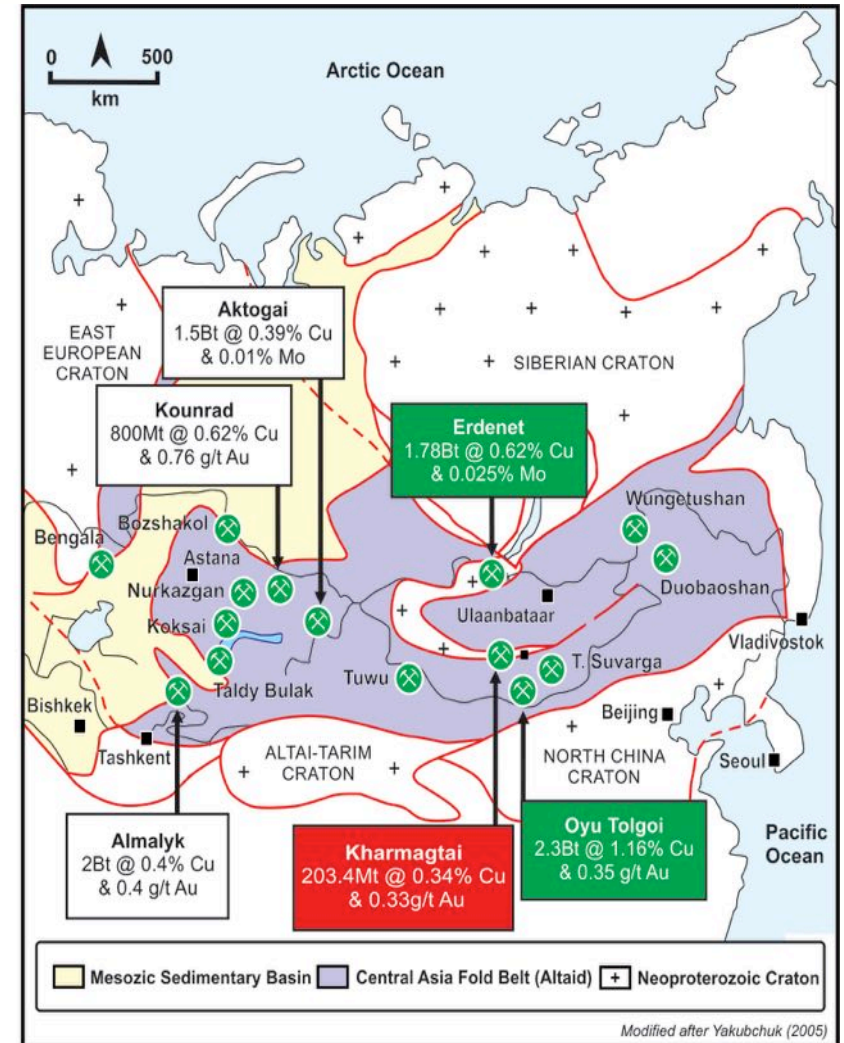 0 500
km
Arctic Ocean
Aktogai
1.5Bt @ 0.39% Cu
& 0.01% Mo
EAST
EUROPEAN
CRATON
SIBERIAN CRATON
Kounrad
800Mt @ 0.62% Cu
& 0.76 g/t Au
Erdenet
1.78Bt @ 0.62% Cu
& 0.025% Mo
Wungetushan
Bozshakol
Bengala
Astana
Nurkazgan
Duobaoshan
Ulaanbataar
Koksai
Vladivostok
T. Suvarga
Tuwu
Taldy Bulak
Bishkek
Beijing
Tashkent
ALTAI-TARIM
CRATON
NORTH CHINA
CRATON
Seoul
Almalyk
2Bt @ 0.4% Cu
& 0.4 g/t Au
Kharmagtai
203.4Mt @ 0.34% Cu
& 0.33g/t Au
Oyu Tolgoi
2.3Bt @ 1.16% Cu
& 0.35 g/t Au
Pacific
Ocean
Mesozic Sedimentary Basin Central Asia Fold Belt (Altaid) + Neoproterozoic Craton
Modified after Yakubchuk (2005)